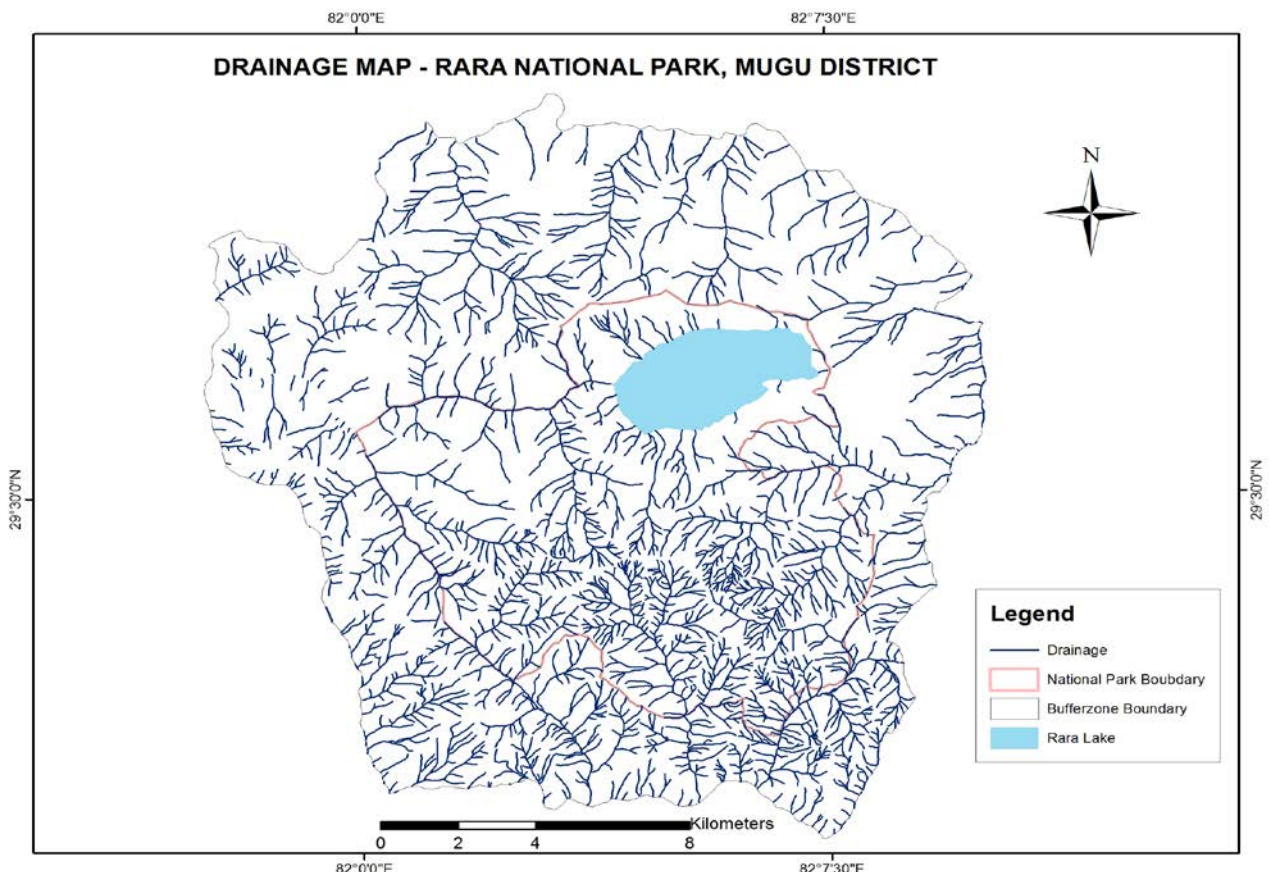 82°0'0"E
82°7'30"E
DRAINAGE MAP - RARA NATIONAL PARK, MUGU DISTRICT
N
29°30'0"N
29°30'0"N
Legend
Drainage
National Park Boubdary
Bufferzone Boundary
Rara Lake
Kilometers
0 2 4 8
82°0'0"E
82°7'30"E